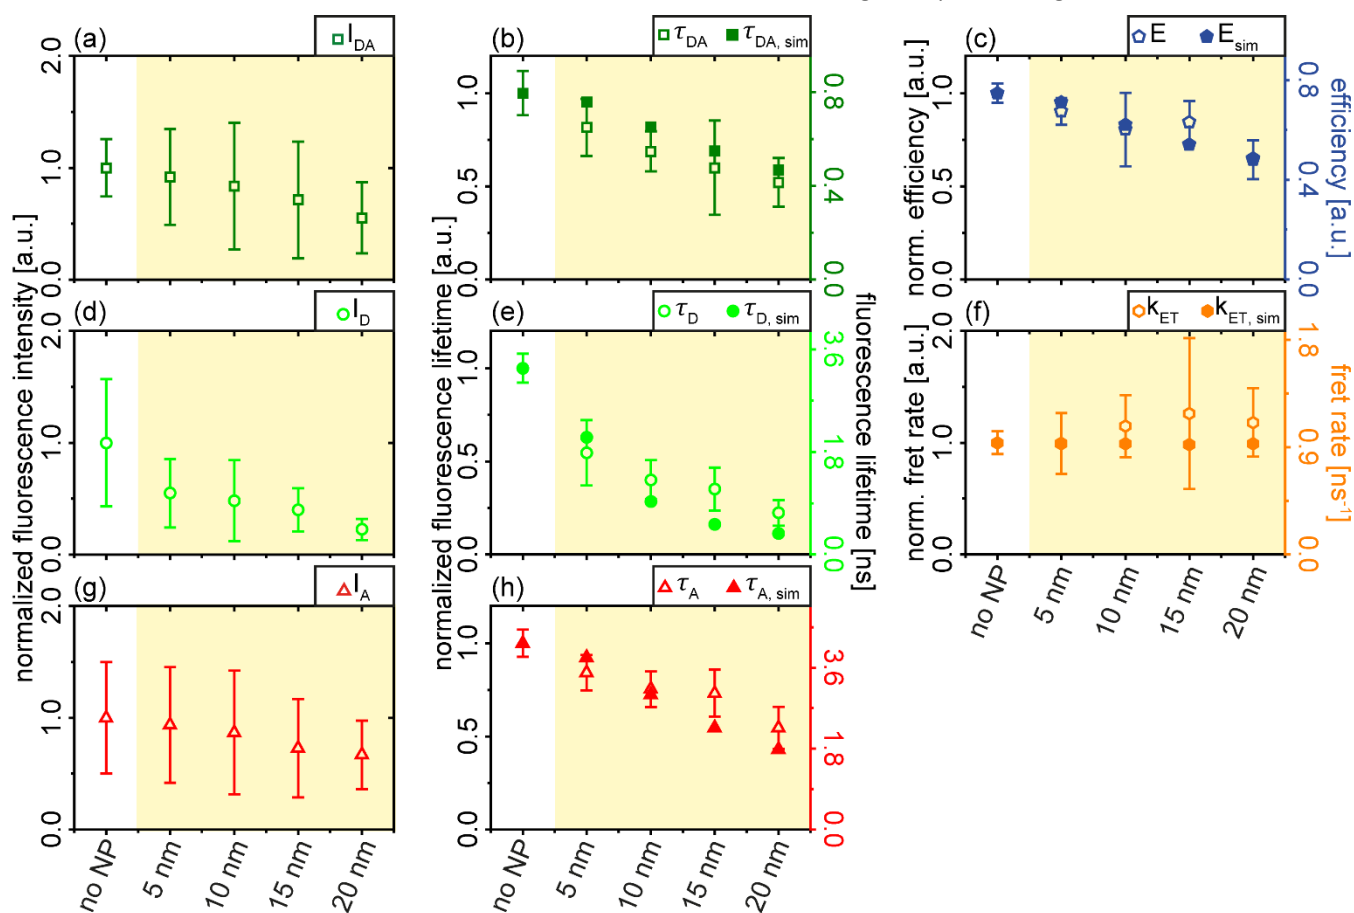 (a) I_DA
(b) τ_DA τ_DA, sim
(c) E E_sim
normalized fluorescence intensity [a.u.]
2.0
1.0
0.0
normalized fluorescence lifetime [a.u.]
1.0
0.5
0.0
0.8
0.4
0.0
fluorescence lifetime [ns]
norm. efficiency [a.u.]
1.0
0.5
0.0
0.8
0.4
0.0
efficiency [a.u.]
(d) I_D
(e) τ_D τ_D, sim
(f) k_ET k_ET, sim
2.0
1.0
0.0
1.0
0.5
0.0
3.6
1.8
0.0
norm. fret rate [a.u.]
2.0
1.0
0.0
1.8
0.9
0.0
fret rate [ns⁻¹]
no NP 5 nm 10 nm 15 nm 20 nm
(g) I_A
(h) τ_A τ_A, sim
2.0
1.0
0.0
1.0
0.5
0.0
3.6
1.8
0.0
no NP 5 nm 10 nm 15 nm 20 nm
no NP 5 nm 10 nm 15 nm 20 nm